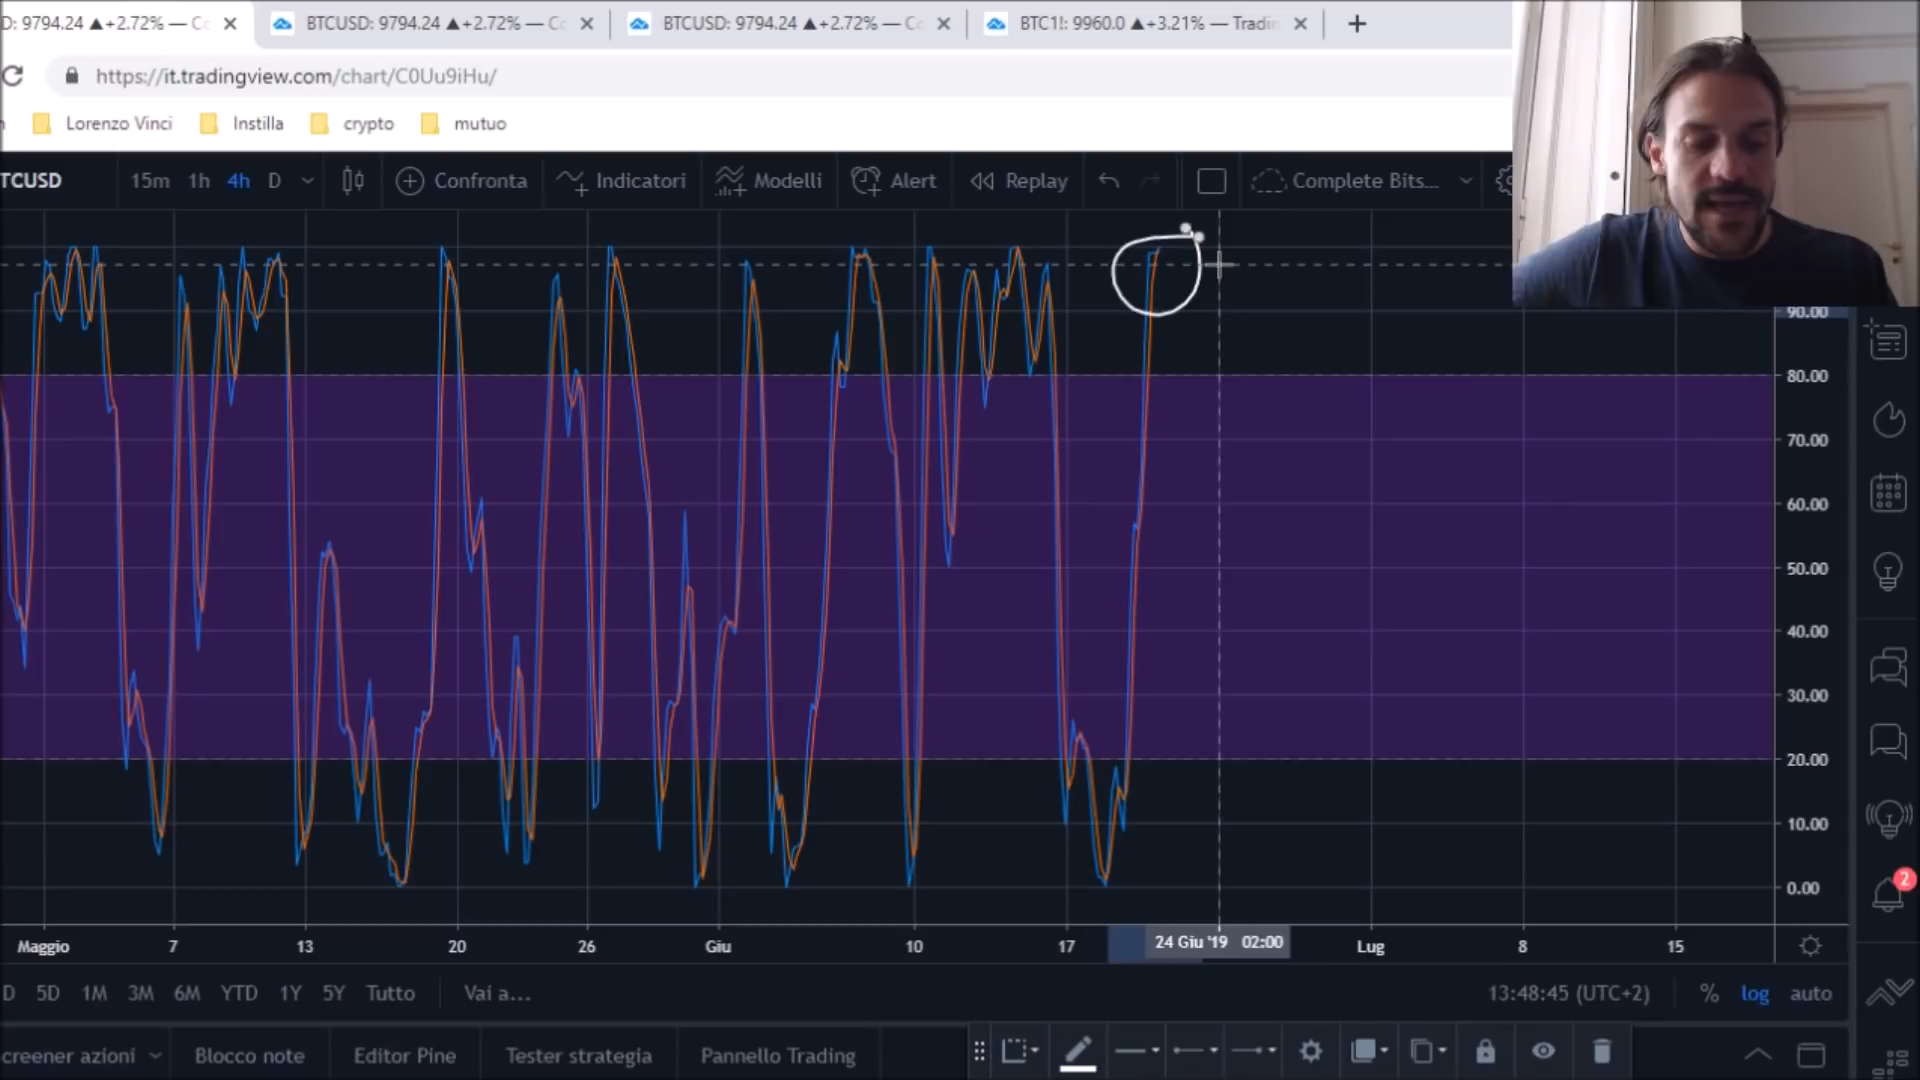 D: 9794.24 ▲+2.72% — Co
BTCUSD: 9794.24 ▲+2.72% — Co
BTCUSD: 9794.24 ▲+2.72% — Co
BTC1!: 9960.0 ▲+3.21% — Tradin
https://it.tradingview.com/chart/C0Uu9iHu/
Lorenzo Vinci
Instilla
crypto
mutuo
TCUSD
15m 1h 4h D
Confronta
Indicatori
Modelli
Alert
Replay
Complete Bits...
90.00
80.00
70.00
60.00
50.00
40.00
30.00
20.00
10.00
0.00
2
Maggio 7 13 20 26 Giu 10 17 24 Giu '19 02:00 Lug 8 15
D 5D 1M 3M 6M YTD 1Y 5Y Tutto Vai a...
13:48:45 (UTC+2) % log auto
creener azioni Blocco note Editor Pine Tester strategia Pannello Trading